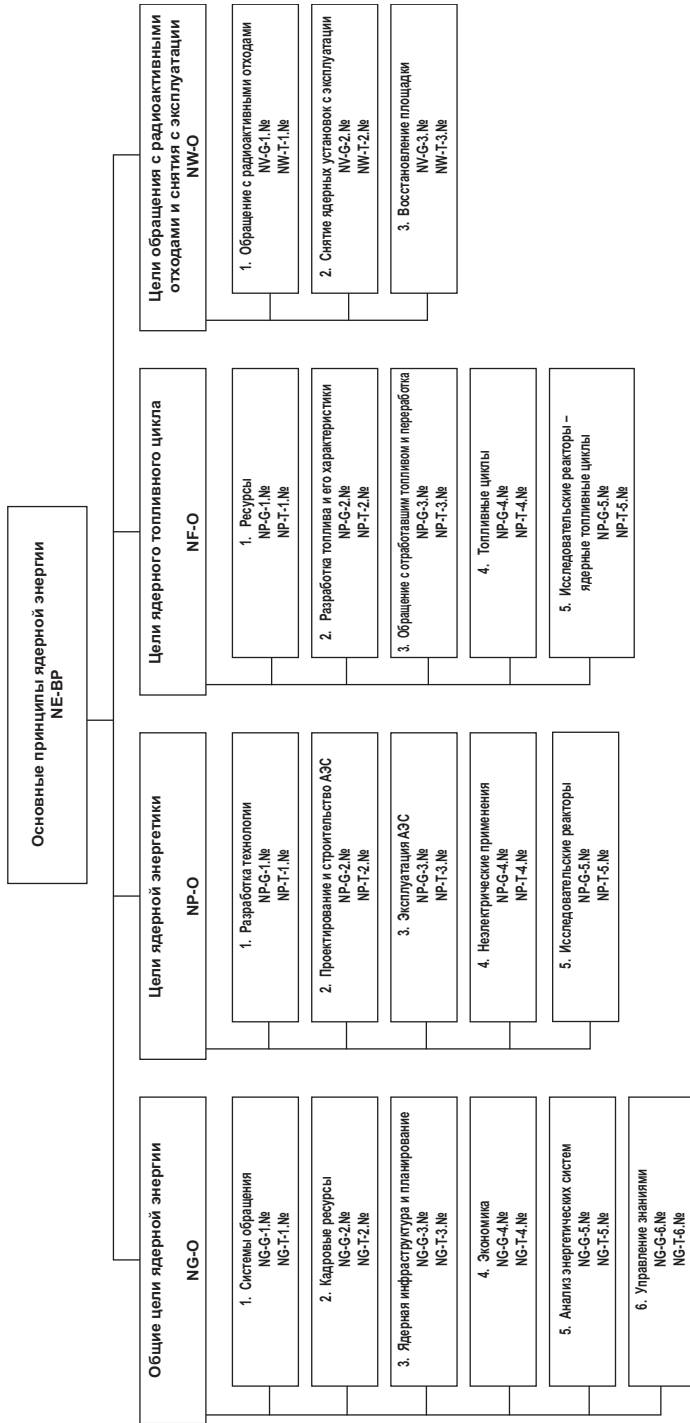 Основные принципы ядерной энергии
NE-BP
Общие цели ядерной энергии
NG-O
1. Системы обращения
NG-G-1.№
NG-T-1.№
2. Кадровые ресурсы
NG-G-2.№
NG-T-2.№
3. Ядерная инфраструктура и планирование
NG-G-3.№
NG-T-3.№
4. Экономика
NG-G-4.№
NG-T-4.№
5. Анализ энергетических систем
NG-G-5.№
NG-T-5.№
6. Управление знаниями
NG-G-6.№
NG-T-6.№
Цели ядерной энергетики
NP-O
1. Разработка технологии
NP-G-1.№
NP-T-1.№
2. Проектирование и строительство АЭС
NP-G-2.№
NP-T-2.№
3. Эксплуатация АЭС
NP-G-3.№
NP-T-3.№
4. Неэлектрические применения
NP-G-4.№
NP-T-4.№
5. Исследовательские реакторы
NP-G-5.№
NP-T-5.№
Цели ядерного топливного цикла
NF-O
1. Ресурсы
NP-G-1.№
NP-T-1.№
2. Разработка топлива и его характеристики
NP-G-2.№
NP-T-2.№
3. Обращение с отработавшим топливом и переработка
NP-G-3.№
NP-T-3.№
4. Топливные циклы
NP-G-4.№
NP-T-4.№
5. Исследовательские реакторы –
ядерные топливные циклы
NP-G-5.№
NP-T-5.№
Цели обращения с радиоактивными
отходами и снятия с эксплуатации
NW-O
1. Обращение с радиоактивными отходами
NV-G-1.№
NW-T-1.№
2. Снятие ядерных установок с эксплуатации
NV-G-2.№
NW-T-2.№
3. Восстановление площадки
NV-G-3.№
NW-T-3.№